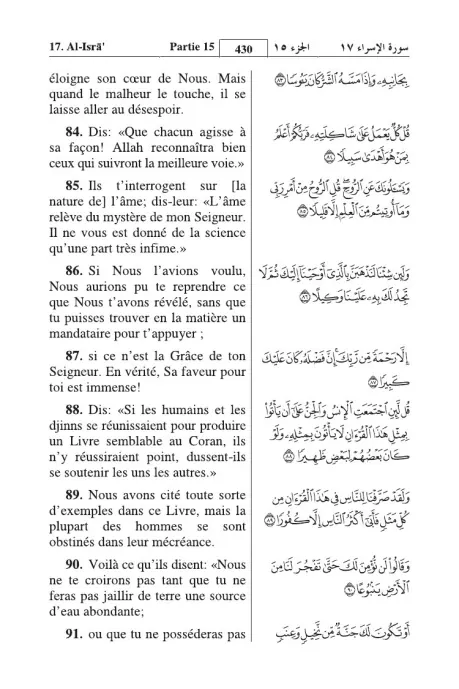 17. Al-Isrā' Partie 15 430 الجزء ١٥ سورة الإسراء ١٧
éloigne son cœur de Nous. Mais
quand le malheur le touche, il se
laisse aller au désespoir.
84. Dis: «Que chacun agisse à
sa façon! Allah reconnaîtra bien
ceux qui suivront la meilleure voie.»
85. Ils t'interrogent sur [la
nature de] l'âme; dis-leur: «L'âme
relève du mystère de mon Seigneur.
Il ne vous est donné de la science
qu'une part très infime.»
86. Si Nous l'avions voulu,
Nous aurions pu te reprendre ce
que Nous t'avons révélé, sans que
tu puisses trouver en la matière un
mandataire pour t'appuyer ;
87. si ce n'est la Grâce de ton
Seigneur. En vérité, Sa faveur pour
toi est immense!
88. Dis: «Si les humains et les
djinns se réunissaient pour produire
un Livre semblable au Coran, ils
n'y réussiraient point, dussent-ils
se soutenir les uns les autres.»
89. Nous avons cité toute sorte
d'exemples dans ce Livre, mais la
plupart des hommes se sont
obstinés dans leur mécréance.
90. Voilà ce qu'ils disent: «Nous
ne te croirons pas tant que tu ne
feras pas jaillir de terre une source
d'eau abondante;
91. ou que tu ne posséderas pas
بِجَانِبِهِۦ وَإِذَا مَسَّهُ ٱلشَّرُّ كَانَ يَـُٔوسًا ٨٣
قُلْ كُلٌّ يَعْمَلُ عَلَىٰ شَاكِلَتِهِۦ فَرَبُّكُمْ أَعْلَمُ
بِمَنْ هُوَ أَهْدَىٰ سَبِيلًا ٨٤
وَيَسْـَٔلُونَكَ عَنِ ٱلرُّوحِ قُلِ ٱلرُّوحُ مِنْ أَمْرِ رَبِّى
وَمَآ أُوتِيتُم مِّنَ ٱلْعِلْمِ إِلَّا قَلِيلًا ٨٥
وَلَئِن شِئْنَا لَنَذْهَبَنَّ بِٱلَّذِىٓ أَوْحَيْنَآ إِلَيْكَ ثُمَّ لَا
تَجِدُ لَكَ بِهِۦ عَلَيْنَا وَكِيلًا ٨٦
إِلَّا رَحْمَةً مِّن رَّبِّكَ إِنَّ فَضْلَهُۥ كَانَ عَلَيْكَ
كَبِيرًا ٨٧
قُل لَّئِنِ ٱجْتَمَعَتِ ٱلْإِنسُ وَٱلْجِنُّ عَلَىٰٓ أَن يَأْتُوا۟
بِمِثْلِ هَـٰذَا ٱلْقُرْءَانِ لَا يَأْتُونَ بِمِثْلِهِۦ وَلَوْ
كَانَ بَعْضُهُمْ لِبَعْضٍ ظَهِيرًا ٨٨
وَلَقَدْ صَرَّفْنَا لِلنَّاسِ فِى هَـٰذَا ٱلْقُرْءَانِ مِن
كُلِّ مَثَلٍ فَأَبَىٰٓ أَكْثَرُ ٱلنَّاسِ إِلَّا كُفُورًا ٨٩
وَقَالُوا۟ لَن نُّؤْمِنَ لَكَ حَتَّىٰ تَفْجُرَ لَنَا مِنَ
ٱلْأَرْضِ يَنۢبُوعًا ٩٠
أَوْ تَكُونَ لَكَ جَنَّةٌ مِّن نَّخِيلٍ وَعِنَبٍ